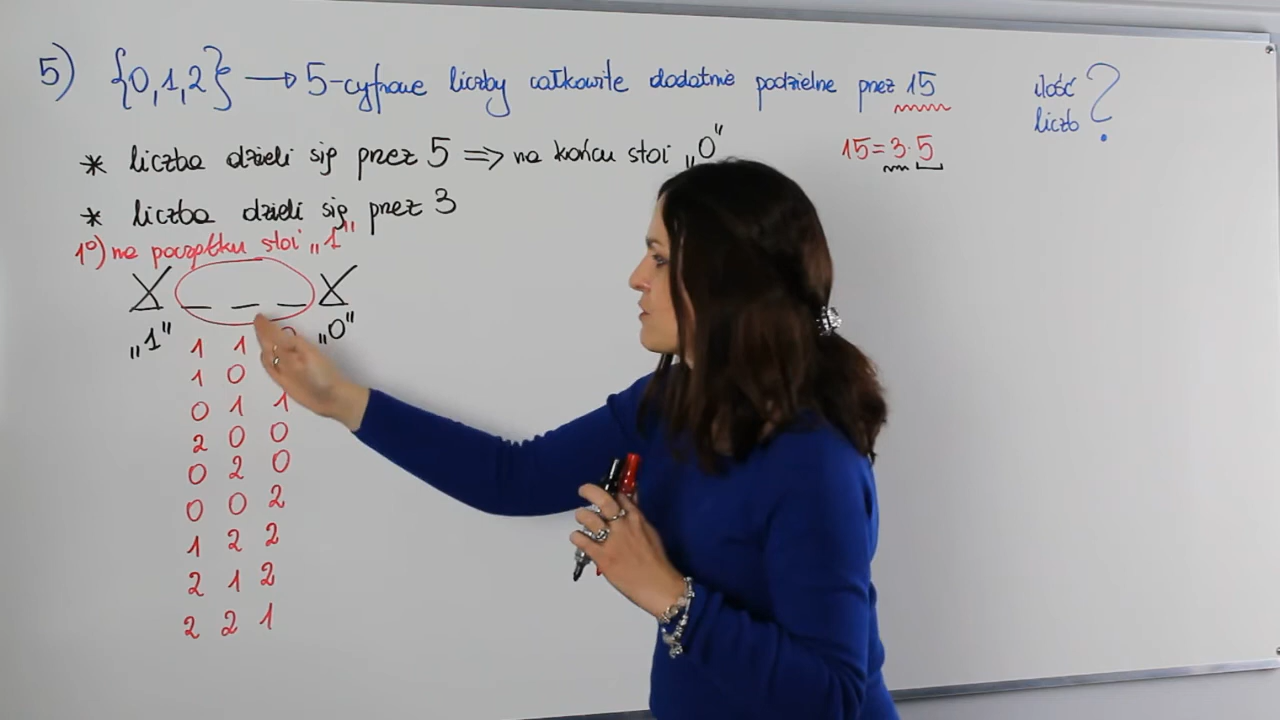 5) {0,1,2} → 5-cyfrowe liczby całkowite dodatnie podzielne przez 15
ilość liczb ?
* liczba dzieli się przez 5 => na końcu stoi „0"
15=3·5
* liczba dzieli się przez 3
1°) na początku stoi „1"
X _ _ _ X
„1" „0"
1 1
1 0
0 1 1
2 0 0
0 2 0
0 0 2
1 2 2
2 1 2
2 2 1